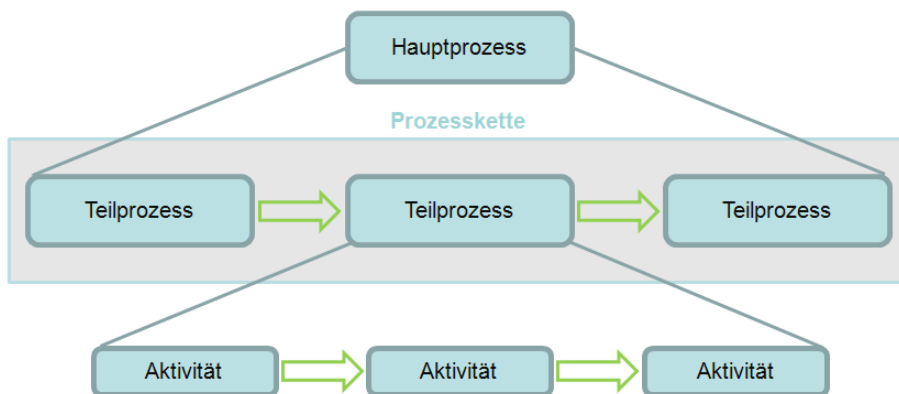 Hauptprozess
Prozesskette
Teilprozess
Teilprozess
Teilprozess
Aktivität
Aktivität
Aktivität